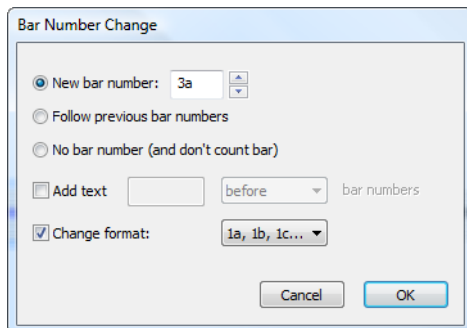 Bar Number Change
New bar number: 3a
Follow previous bar numbers
No bar number (and don't count bar)
Add text before bar numbers
Change format: 1a, 1b, 1c...
Cancel OK